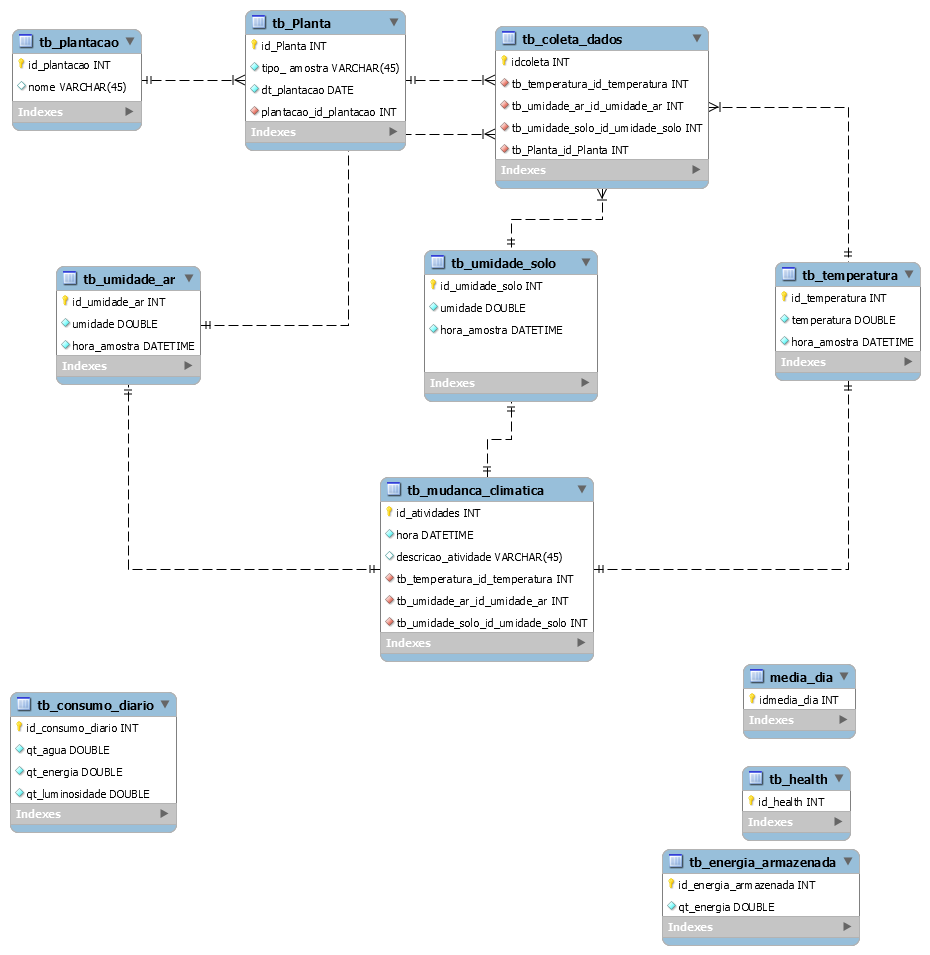 tb_plantacao
id_plantacao INT
nome VARCHAR(45)
Indexes
tb_Planta
id_Planta INT
tipo_ amostra VARCHAR(45)
dt_plantacao DATE
plantacao_id_plantacao INT
Indexes
tb_coleta_dados
idcoleta INT
tb_temperatura_id_temperatura INT
tb_umidade_ar_id_umidade_ar INT
tb_umidade_solo_id_umidade_solo INT
tb_Planta_id_Planta INT
Indexes
tb_umidade_ar
id_umidade_ar INT
umidade DOUBLE
hora_amostra DATETIME
Indexes
tb_umidade_solo
id_umidade_solo INT
umidade DOUBLE
hora_amostra DATETIME
Indexes
tb_temperatura
id_temperatura INT
temperatura DOUBLE
hora_amostra DATETIME
Indexes
tb_mudanca_climatica
id_atividades INT
hora DATETIME
descricao_atividade VARCHAR(45)
tb_temperatura_id_temperatura INT
tb_umidade_ar_id_umidade_ar INT
tb_umidade_solo_id_umidade_solo INT
Indexes
tb_consumo_diario
id_consumo_diario INT
qt_agua DOUBLE
qt_energia DOUBLE
qt_luminosidade DOUBLE
Indexes
media_dia
idmedia_dia INT
Indexes
tb_health
id_health INT
Indexes
tb_energia_armazenada
id_energia_armazenada INT
qt_energia DOUBLE
Indexes